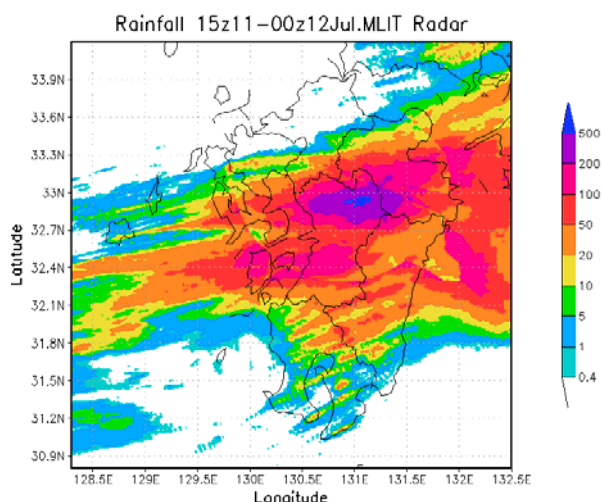 Rainfall 15z11-00z12Jul.MLIT Radar
33.9N
33.6N
33.3N
33N
32.7N
32.4N
32.1N
31.8N
31.5N
31.2N
30.9N
Latitude
128.5E 129E 129.5E 130E 130.5E 131E 131.5E 132E 132.5E
Longitude
500
200
100
50
20
10
5
1
0.4